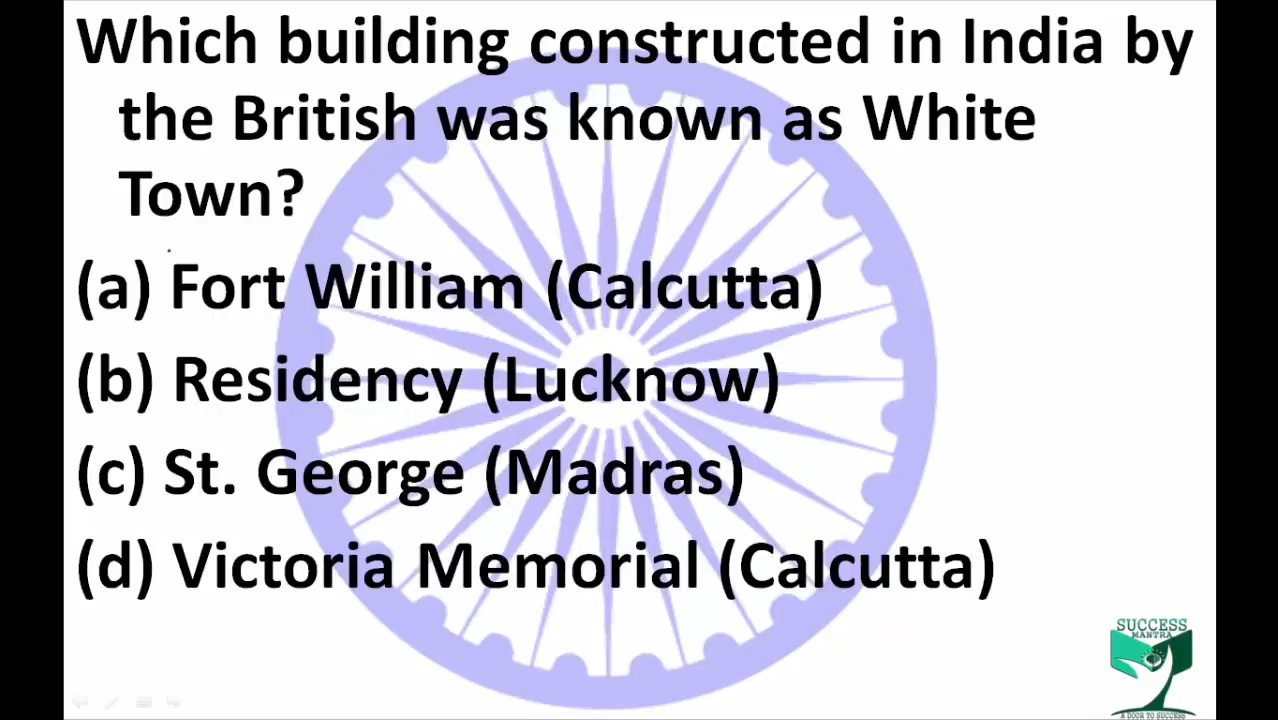 Which building constructed in India by
the British was known as White
Town?
(a) Fort William (Calcutta)
(b) Residency (Lucknow)
(c) St. George (Madras)
(d) Victoria Memorial (Calcutta)
SUCCESS
MANTRA
A DOOR TO SUCCESS